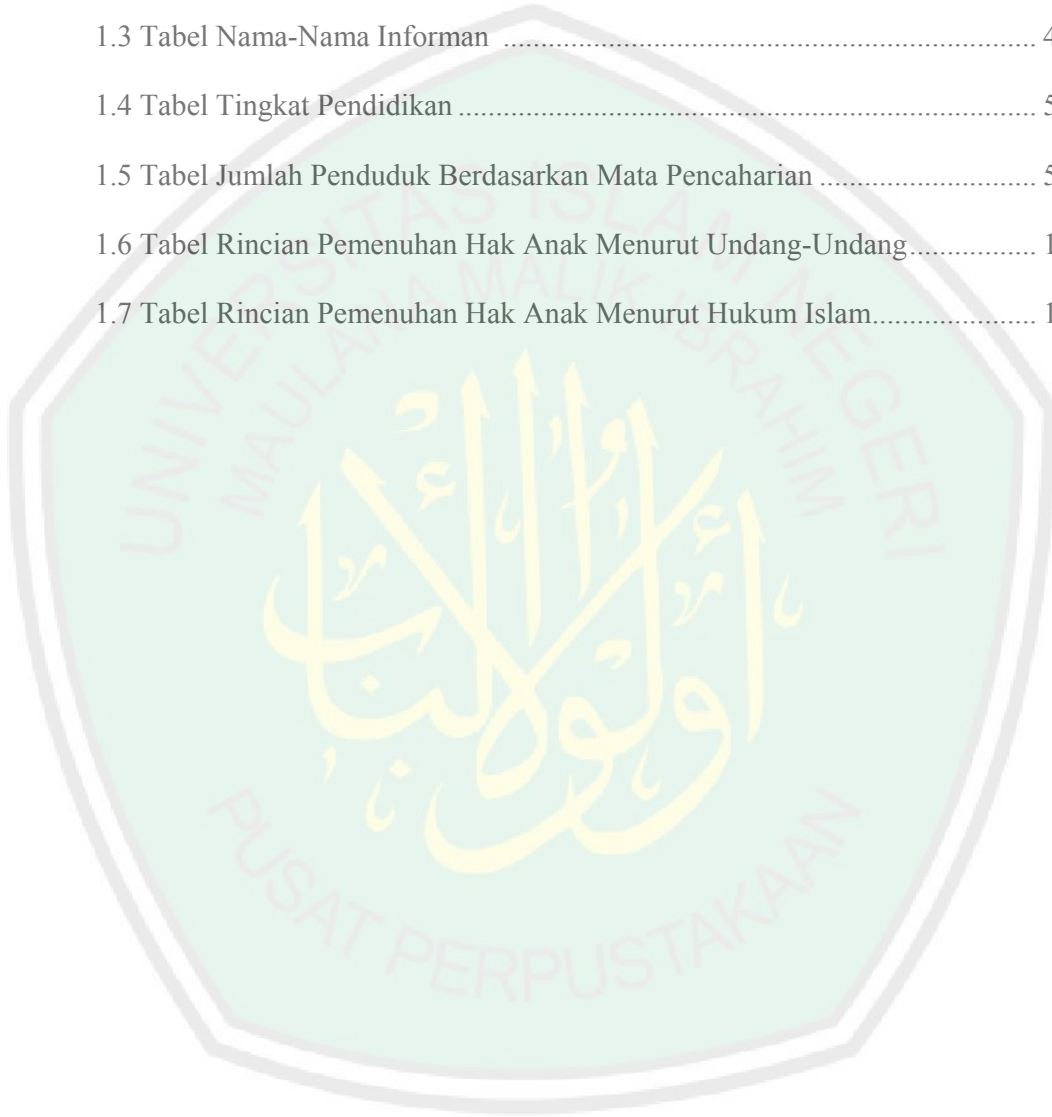 1.3 Tabel Nama-Nama Informan ........................................................................ 4
1.4 Tabel Tingkat Pendidikan .............................................................................. 5
1.5 Tabel Jumlah Penduduk Berdasarkan Mata Pencaharian ............................. 5
1.6 Tabel Rincian Pemenuhan Hak Anak Menurut Undang-Undang................. 1
1.7 Tabel Rincian Pemenuhan Hak Anak Menurut Hukum Islam...................... 1
UNIVERSITAS ISLAM NEGERI
MAULANA MALIK IBRAHIM
أولوا الألباب
PUSAT PERPUSTAKAAN